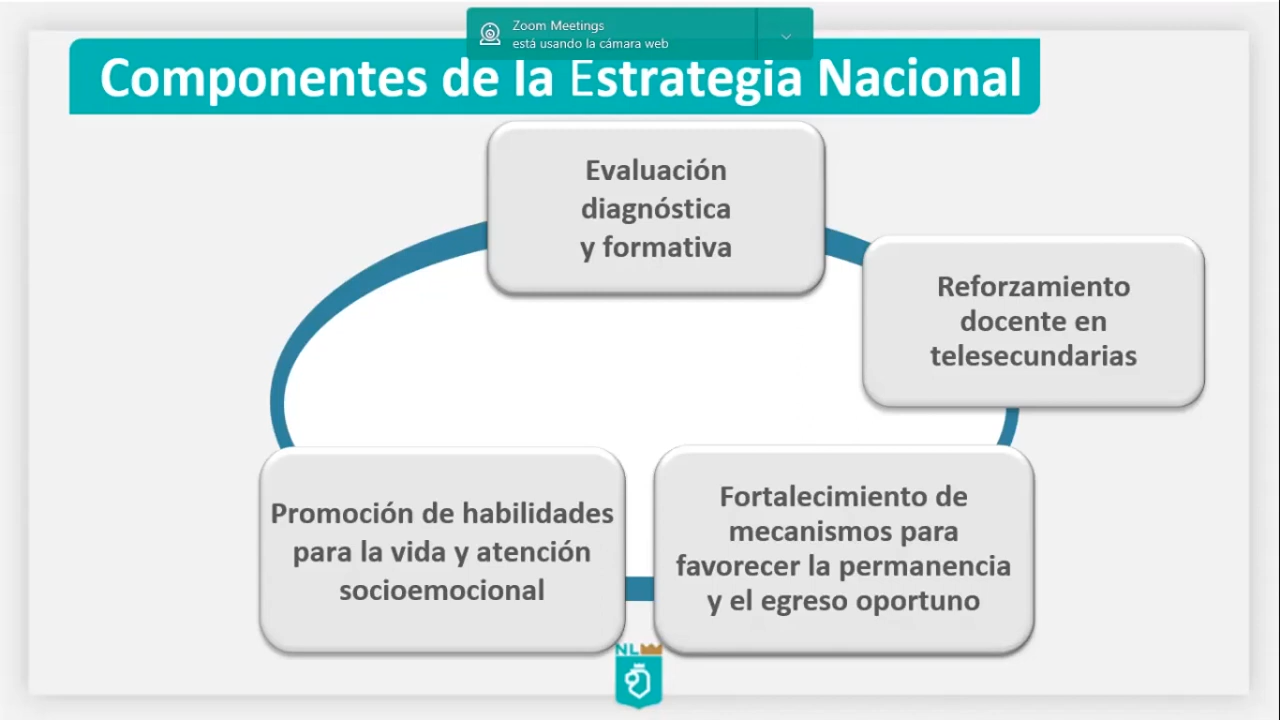 Zoom Meetings
está usando la cámara web
Componentes de la Estrategia Nacional
Evaluación
diagnóstica
y formativa
Reforzamiento
docente en
telesecundarias
Promoción de habilidades
para la vida y atención
socioemocional
Fortalecimiento de
mecanismos para
favorecer la permanencia
y el egreso oportuno
NL